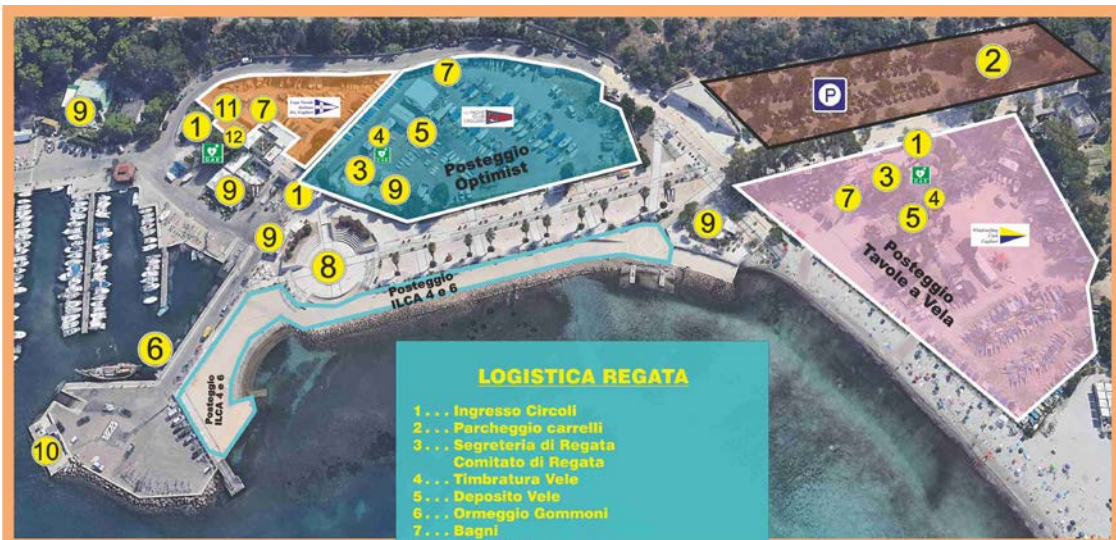 9
11
7
1
12
9
1
9
8
6
10
7
4
5
3
9
Posteggio
Optimist
Posteggio
ILCA 4 e 6
Posteggio
ILCA 4 e 6
9
P
2
1
3
7
4
5
Posteggio
Tavole a Vela
Windsurfing
Club
Cagliari
LOGISTICA REGATA
1 . . . Ingresso Circoli
2 . . . Parcheggio carrelli
3 . . . Segreteria di Regata
Comitato di Regata
4 . . . Timbratura Vele
5 . . . Deposito Vele
6 . . . Ormeggio Gommoni
7 . . . Bagni